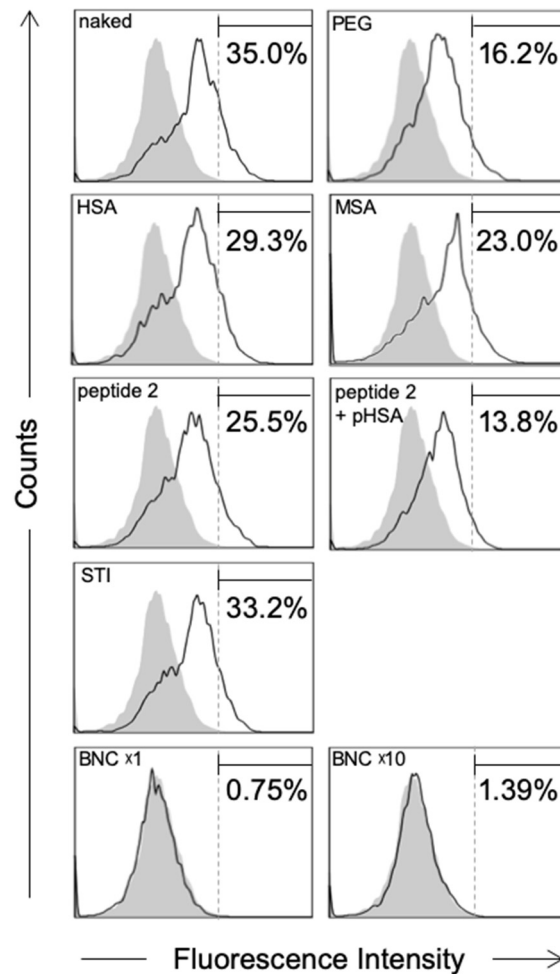 naked
35.0%
PEG
16.2%
HSA
29.3%
MSA
23.0%
peptide 2
25.5%
peptide 2
+ pHSA
13.8%
STI
33.2%
BNC x1
0.75%
BNC x10
1.39%
Counts
Fluorescence Intensity